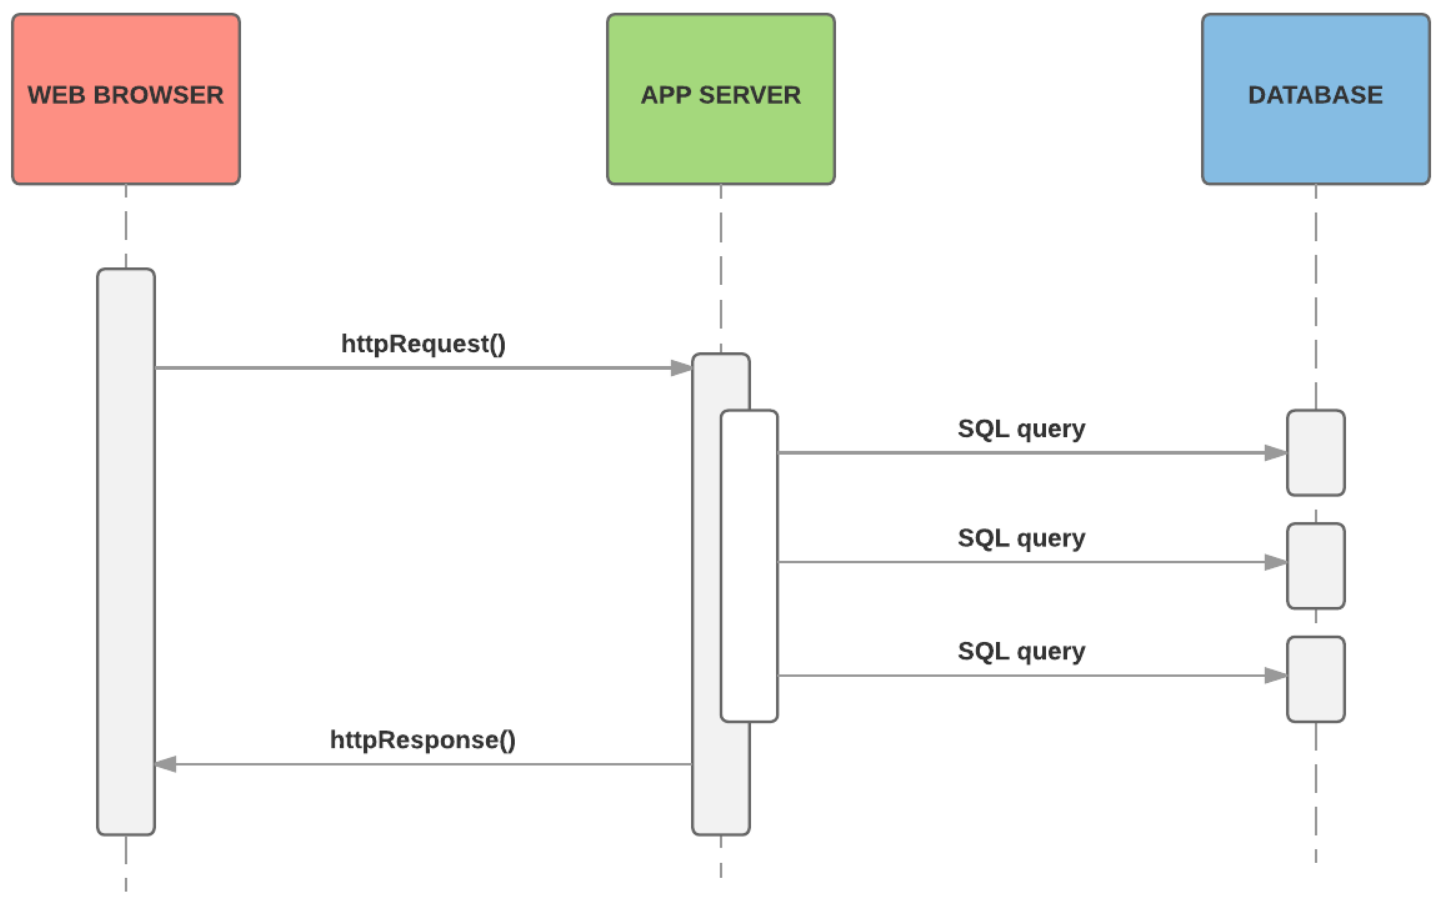 WEB BROWSER
APP SERVER
DATABASE
httpRequest()
SQL query
SQL query
SQL query
httpResponse()